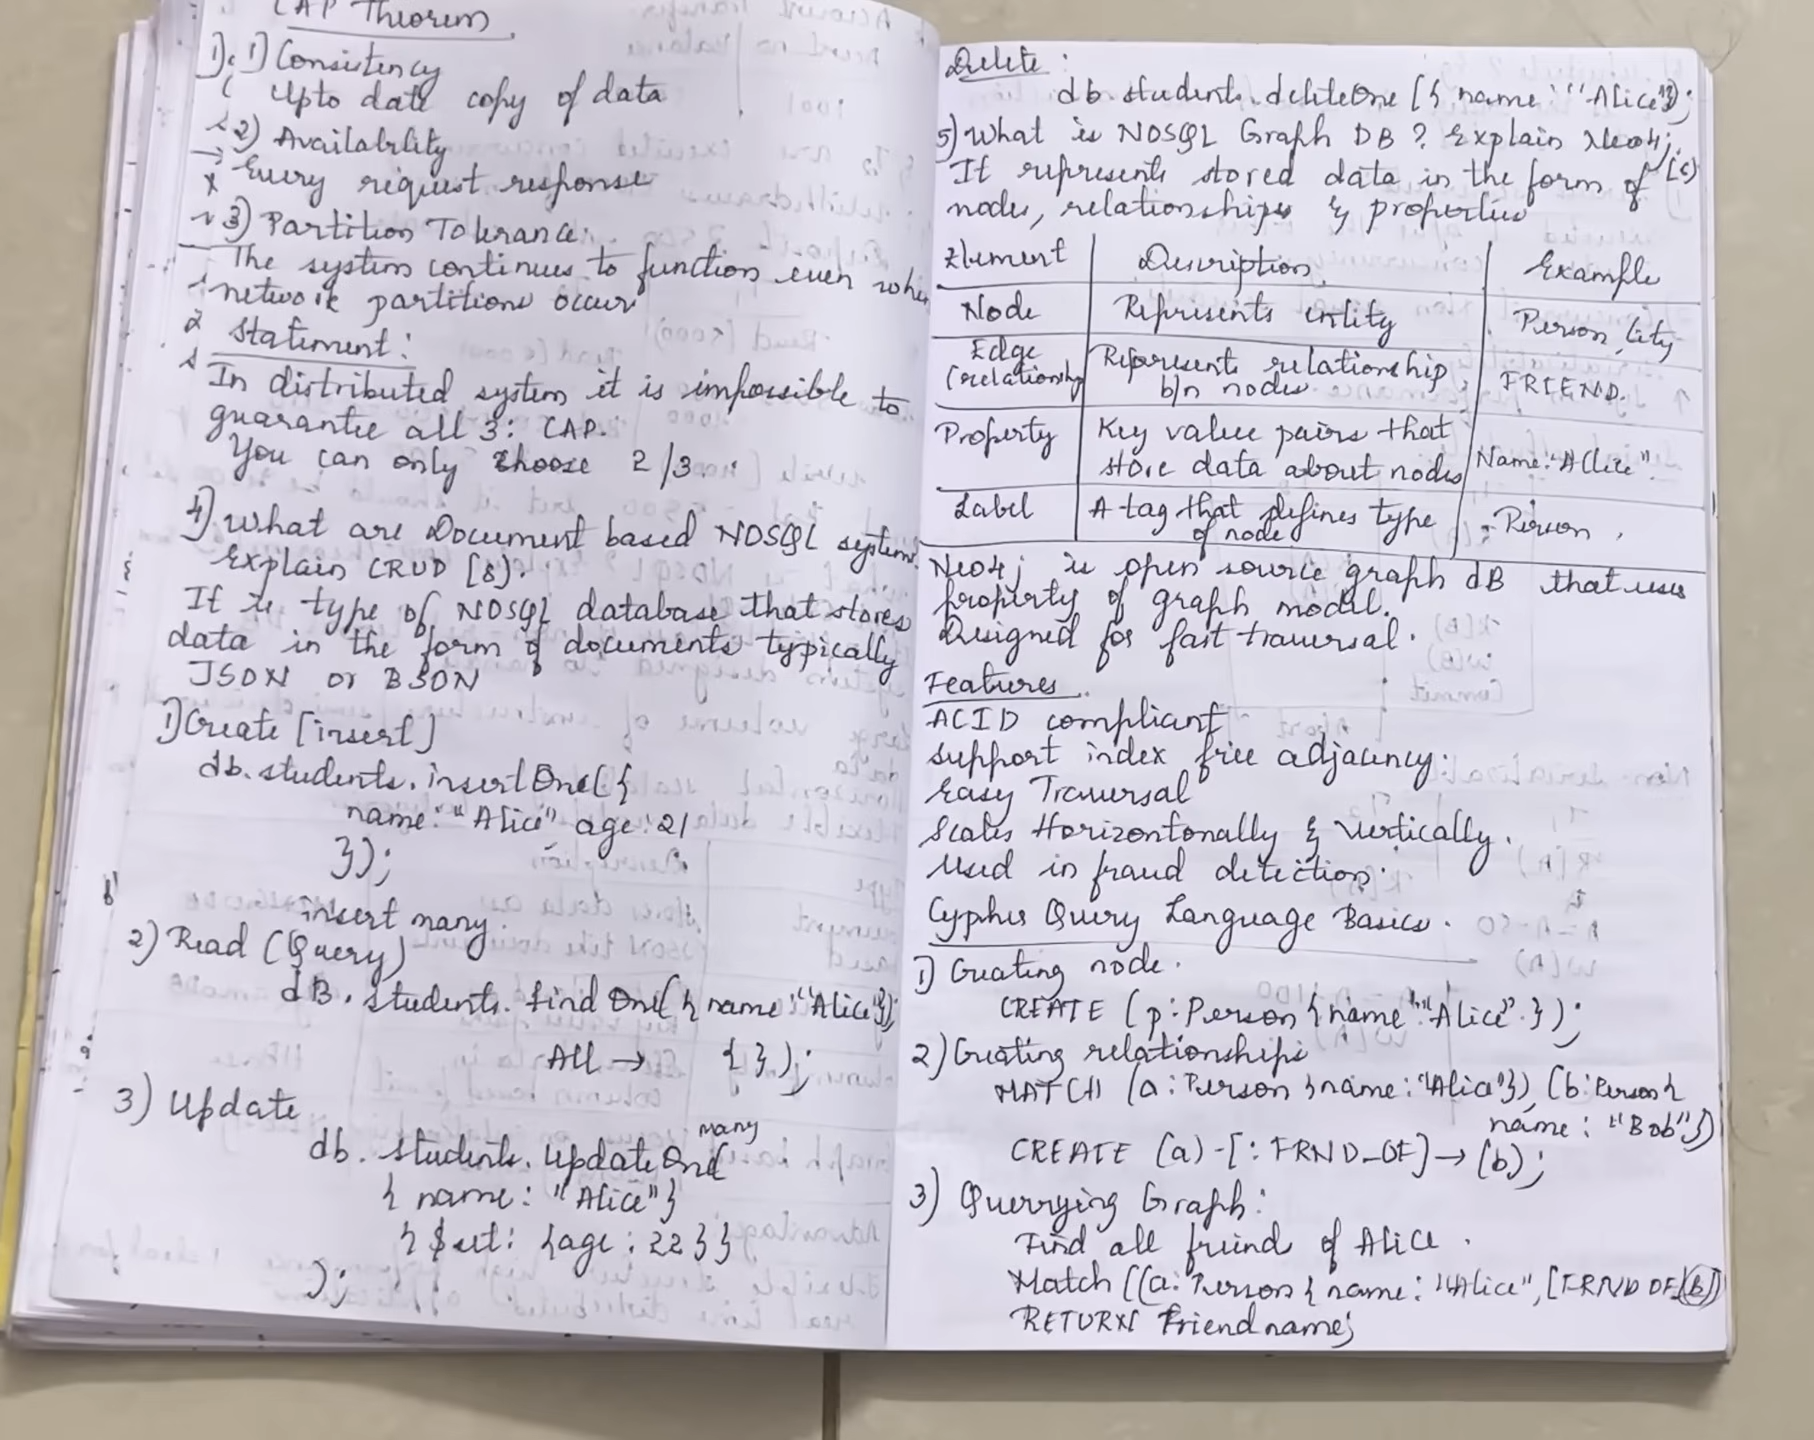 CAP Theorem
1) Consistency
Upto date copy of data
2) Availability
Every request response
3) Partition Tolerance:
The system continues to function even when
network partitions occur
Statement:
In distributed system it is impossible to
guarantee all 3: CAP.
You can only choose 2/3.
4) What are Document based NOSQL system.
Explain CRUD [8].
It is type of NOSQL database that stores
data in the form of documents typically
JSON or BSON
1) Create [insert]
db.students.insertOne({
name: "Alice" age: 21
});
insert many.
2) Read (Query)
dB.students.findOne({name:"Alice"});
All → { });
3) Update
many
db.students.updateOne(
{ name: "Alice"}
{ $set: {age: 22}}
);
Delete:
db.students.deleteOne [{ name: "Alice"});
5) What is NOSQL Graph DB? Explain Neo4j.
[c]
It represents stored data in the form of
nodes, relationships & properties
Element Description Example
Node Represents entity Person, City
Edge (relationship Represent relationship b/n nodes. FRIEND.
Property Key value pairs that store data about nodes Name: "Alice".
Label A tag that defines type of node Person.
Neo4j is open source graph dB that uses
property of graph model.
Designed for fast traversal.
Features.
ACID compliant
support index free adjacency.
Easy Traversal
Scales Horizontonally & Vertically.
Used in fraud detection.
Cypher Query Language Basics.
1) Creating node.
CREATE (p:Person {name:"Alice"});
2) Creating relationships
MATCH (a:Person {name:"Alice"}), (b:Person {
name: "Bob"})
CREATE (a)-[:FRND_OF]→(b);
3) Querrying Graph:
Find all friend of Alice.
Match ((a:Person { name: "Alice", [FRND OF](B))
RETURN Friendname;